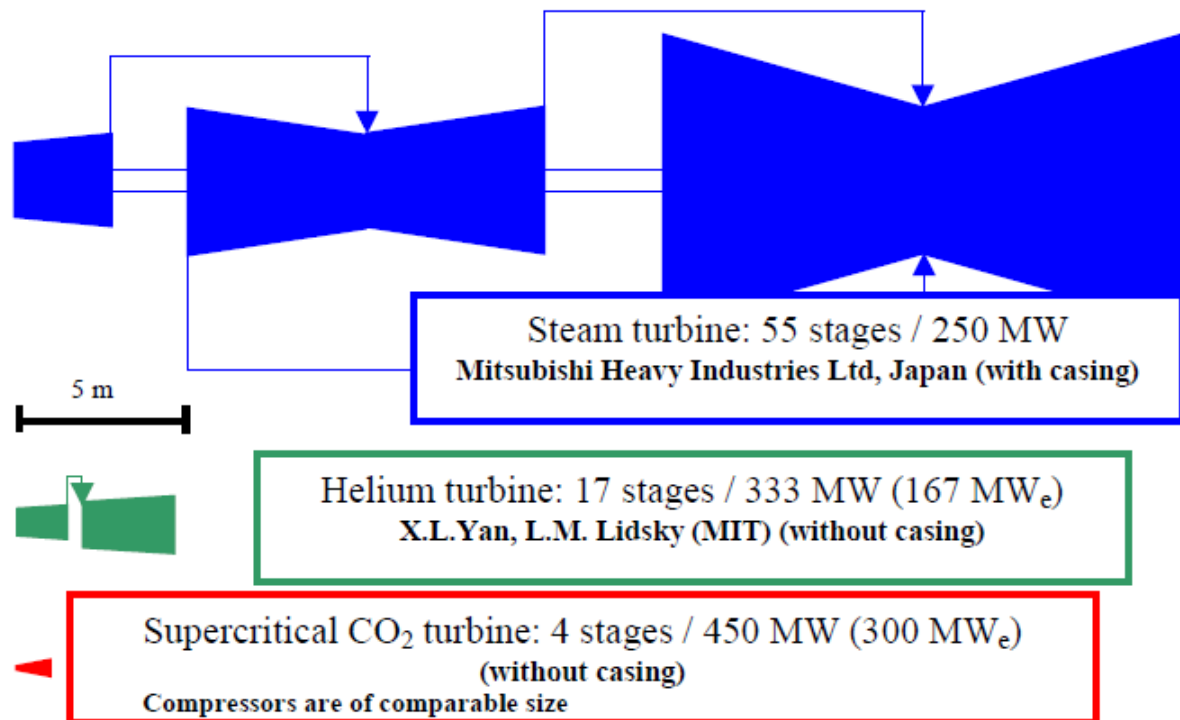 Steam turbine: 55 stages / 250 MW
Mitsubishi Heavy Industries Ltd, Japan (with casing)
5 m
Helium turbine: 17 stages / 333 MW (167 MWₑ)
X.L.Yan, L.M. Lidsky (MIT) (without casing)
Supercritical CO₂ turbine: 4 stages / 450 MW (300 MWₑ)
(without casing)
Compressors are of comparable size